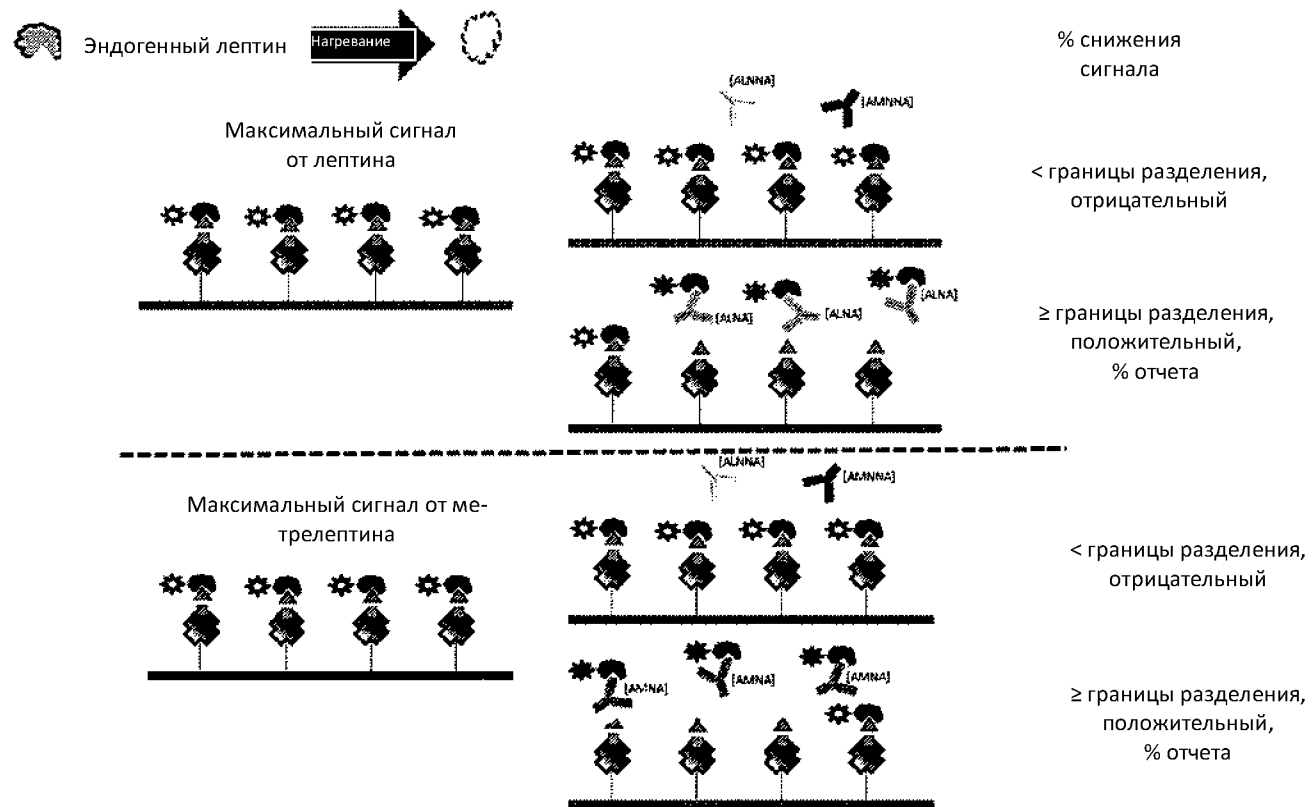 Эндогенный лептин
Нагревание
% снижения
сигнала
Максимальный сигнал
от лептина
[ALNNA]
[AMNNA]
< границы разделения,
отрицательный
[ALNA]
[ALNA]
[ALNA]
≥ границы разделения,
положительный,
% отчета
Максимальный сигнал от ме-
трелептина
[ALNNA]
[AMNNA]
< границы разделения,
отрицательный
[AMNA]
[AMNA]
[AMNA]
≥ границы разделения,
положительный,
% отчета